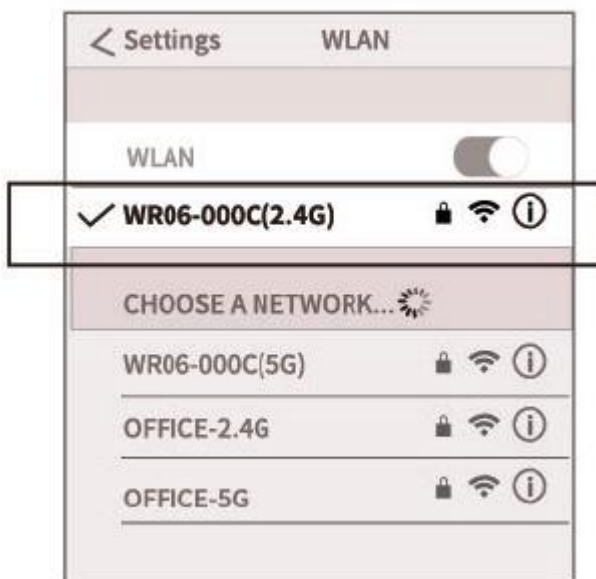 Settings WLAN
WLAN
WR06-000C(2.4G)
CHOOSE A NETWORK...
WR06-000C(5G)
OFFICE-2.4G
OFFICE-5G